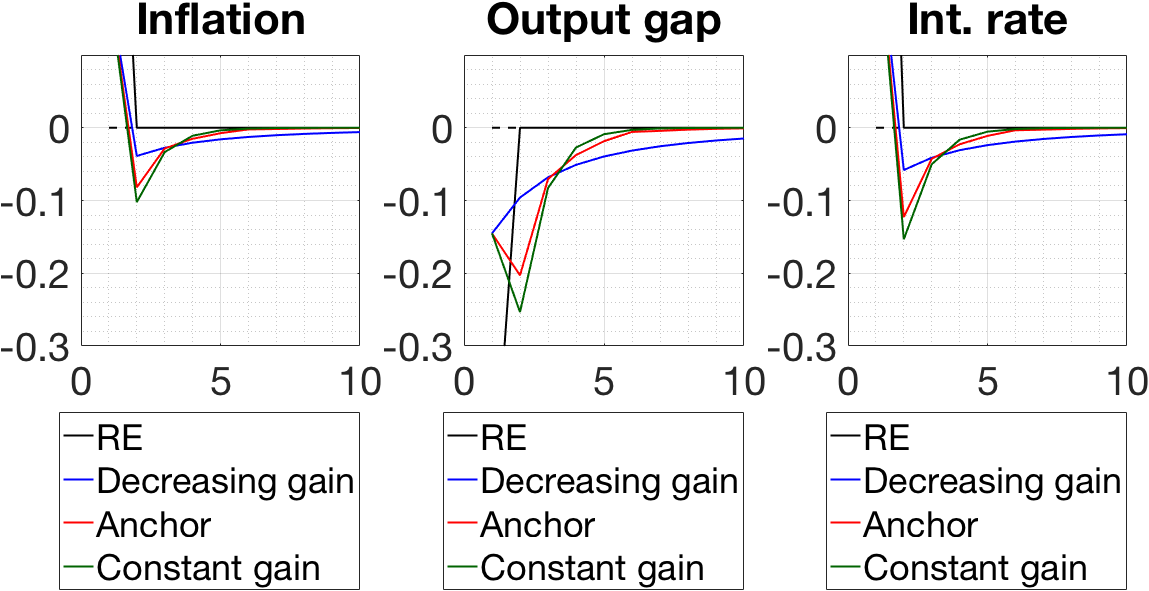 Inflation
0
-0.1
-0.2
-0.3
0 5 10
RE
Decreasing gain
Anchor
Constant gain
Output gap
0
-0.1
-0.2
-0.3
0 5 10
RE
Decreasing gain
Anchor
Constant gain
Int. rate
0
-0.1
-0.2
-0.3
0 5 10
RE
Decreasing gain
Anchor
Constant gain